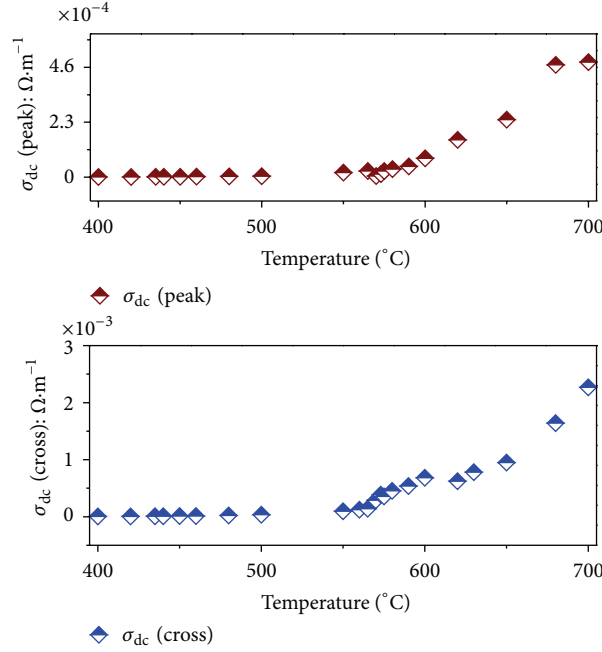 ×10⁻⁴
4.6
2.3
0
σdc (peak): Ω·m⁻¹
400 500 600 700
Temperature (°C)
σdc (peak)
×10⁻³
3
2
1
0
σdc (cross): Ω·m⁻¹
400 500 600 700
Temperature (°C)
σdc (cross)